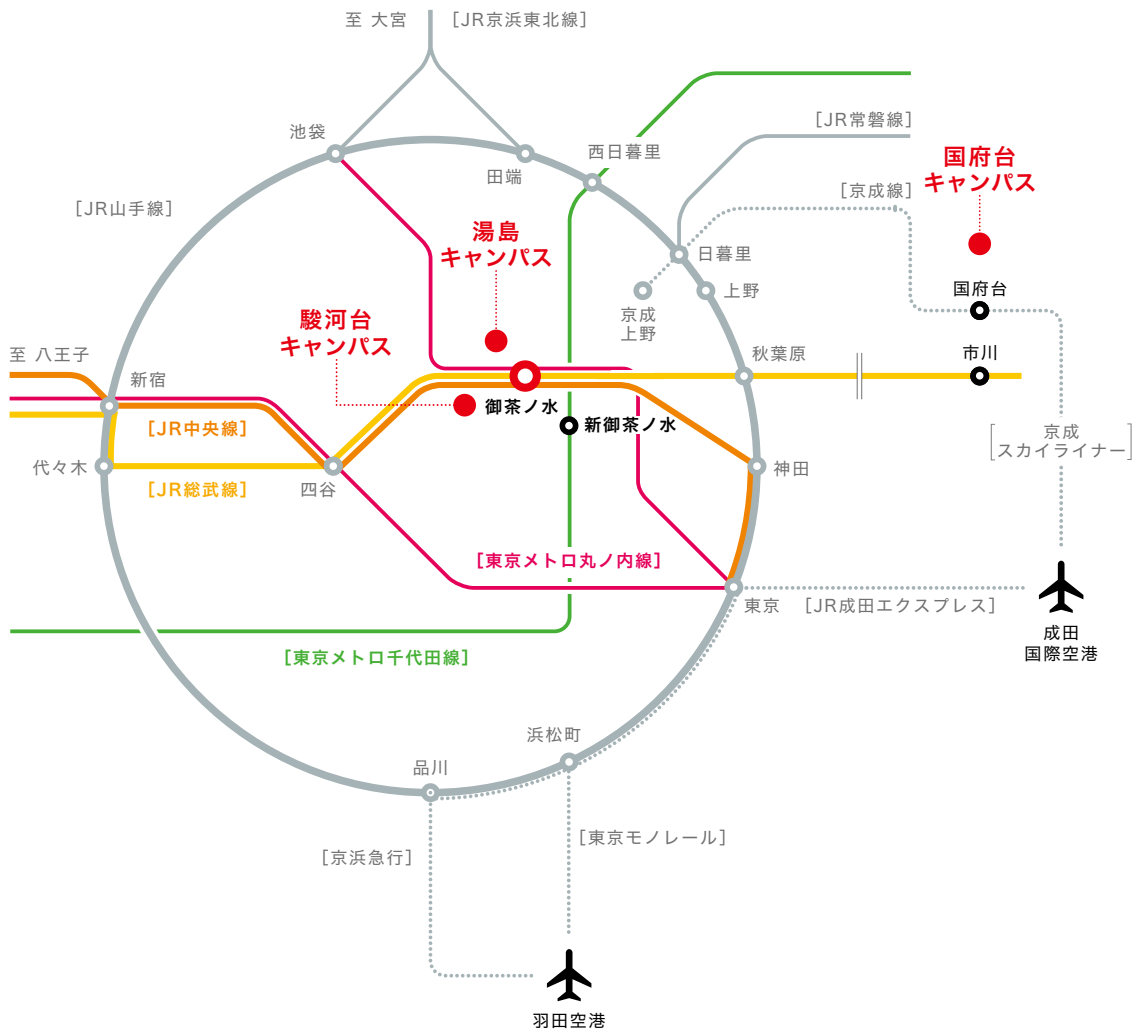 至 大宮
[JR京浜東北線]
池袋
田端
西日暮里
[JR常磐線]
国府台
キャンパス
[京成線]
[JR山手線]
湯島
キャンパス
日暮里
上野
京成
上野
国府台
駿河台
キャンパス
至 八王子
新宿
秋葉原
市川
御茶ノ水
新御茶ノ水
[JR中央線]
京成
スカイライナー
代々木
四谷
神田
[JR総武線]
[東京メトロ丸ノ内線]
東京
[JR成田エクスプレス]
成田
国際空港
[東京メトロ千代田線]
浜松町
品川
[東京モノレール]
[京浜急行]
羽田空港